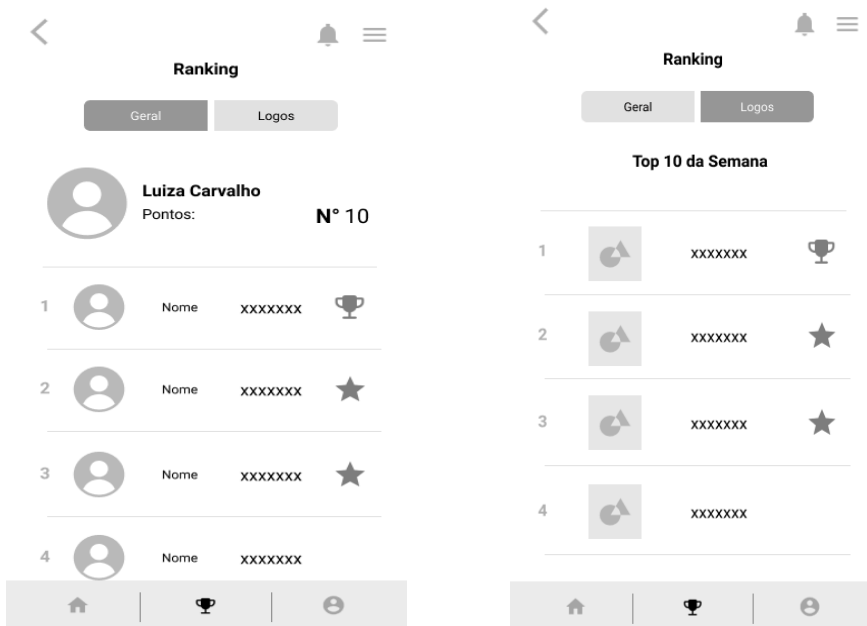 Ranking
Geral Logos
Luiza Carvalho
Pontos:
N° 10
1 Nome xxxxxxx
2 Nome xxxxxxx
3 Nome xxxxxxx
4 Nome xxxxxxx
Ranking
Geral Logos
Top 10 da Semana
1 xxxxxxx
2 xxxxxxx
3 xxxxxxx
4 xxxxxxx